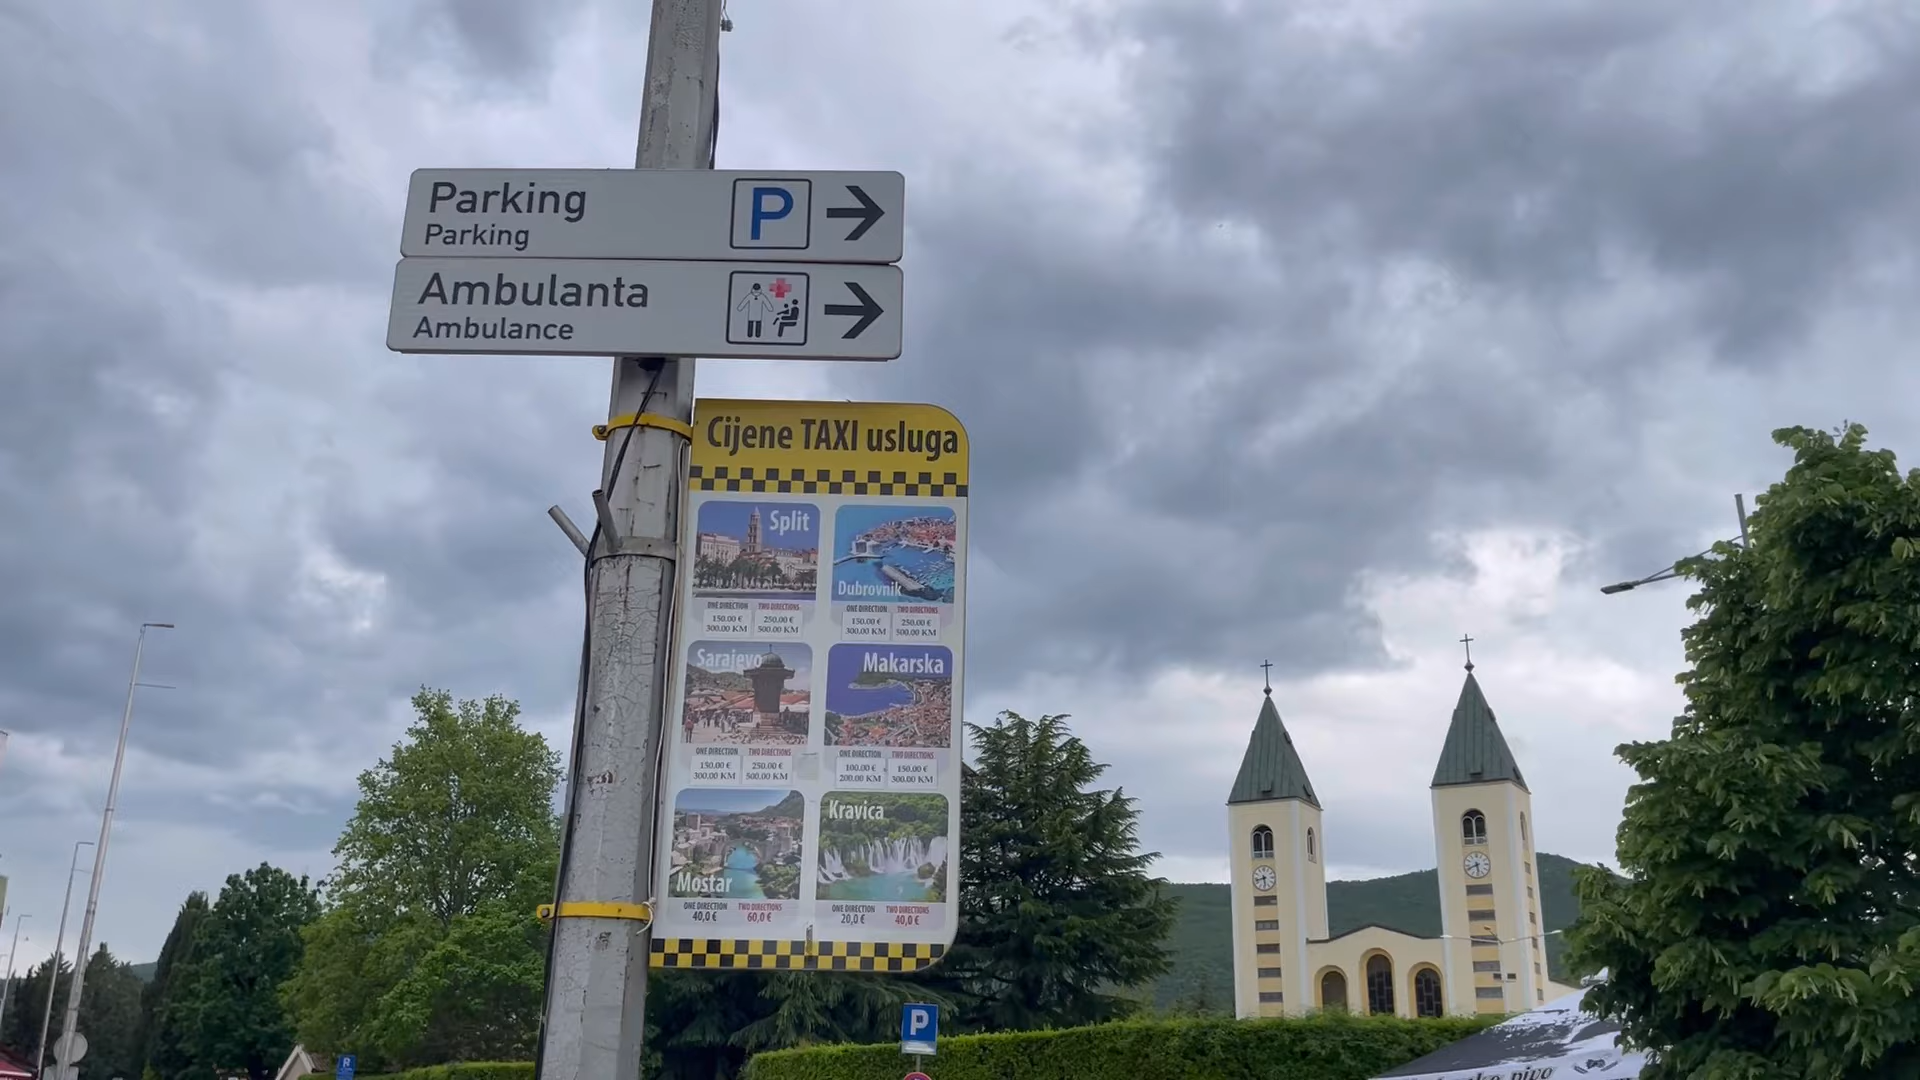 Parking
Parking
P
Ambulanta
Ambulance
Cijene TAXI usluga
Split
ONE DIRECTION TWO DIRECTIONS
150.00 € 250.00 €
300.00 KM 500.00 KM
Dubrovnik
ONE DIRECTION TWO DIRECTIONS
150.00 € 250.00 €
300.00 KM 500.00 KM
Sarajevo
ONE DIRECTION TWO DIRECTIONS
150.00 € 250.00 €
300.00 KM 500.00 KM
Makarska
ONE DIRECTION TWO DIRECTIONS
100.00 € 150.00 €
200.00 KM 300.00 KM
Mostar
ONE DIRECTION TWO DIRECTIONS
40,0 € 60,0 €
Kravica
ONE DIRECTION TWO DIRECTIONS
20,0 € 40,0 €
P
R
pivo